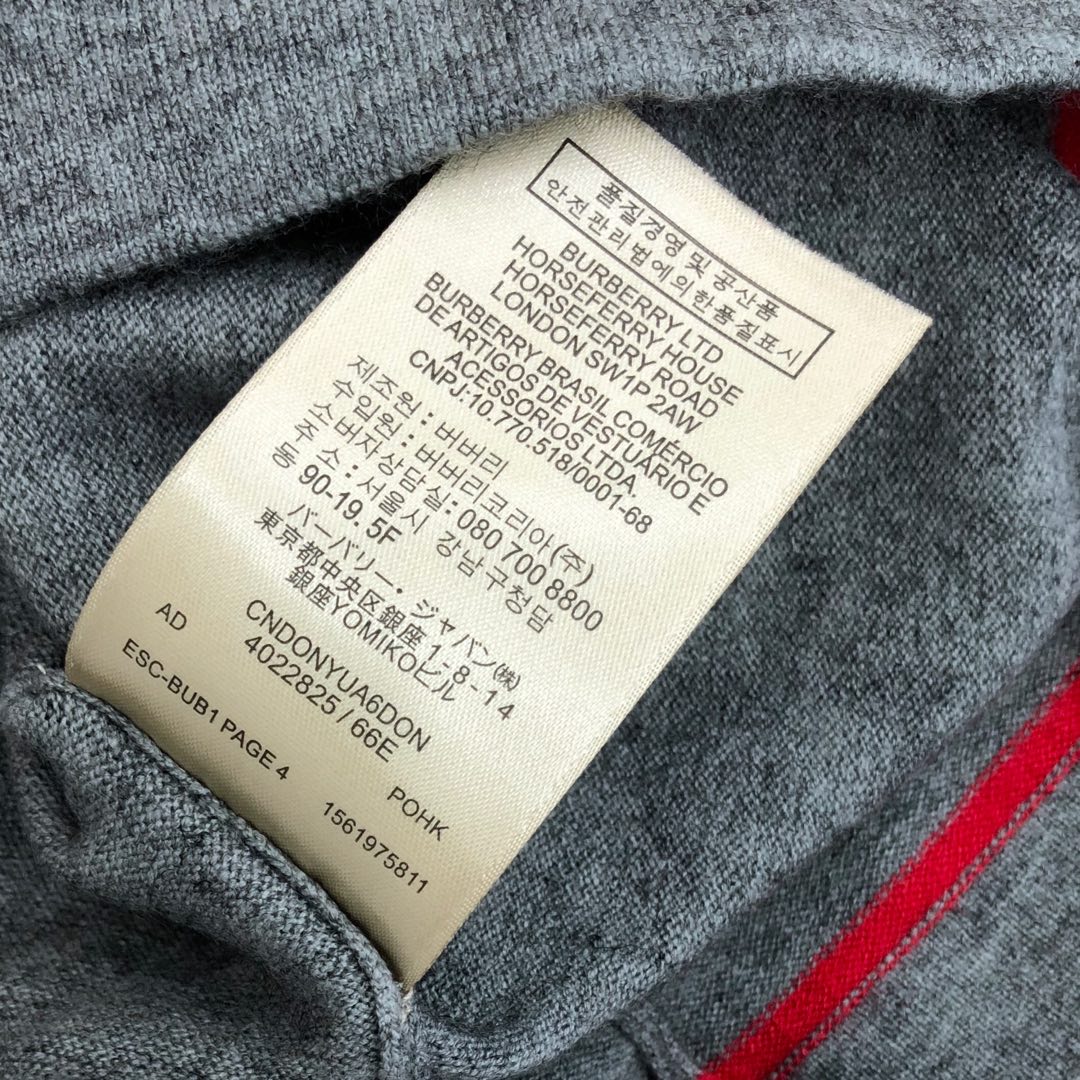 품질경영 및 공산품
안전관리법에의한품질표시
BURBERRY LTD
HORSEFERRY HOUSE
HORSEFERRY ROAD
LONDON SW1P 2AW
BURBERRY BRASIL COMÉRCIO
DE ARTIGOS DE VESTUÁRIO E
ACESSORIOS LTDA.
CNPJ:10.770.518/0001-68
제조원 : 버버리
수입원 : 버버리코리아(주)
소비자상담실: 080 700 8800
주 소 : 서울시 강남구청담
동 90-19. 5F
バーバリー・ジャパン(株)
東京都中央区銀座1-8-14
銀座YOMIKOビル
CNDONYUA6DON
4022825 / 66E
AD
POHK
ESC-BUB1 PAGE 4
1561975811